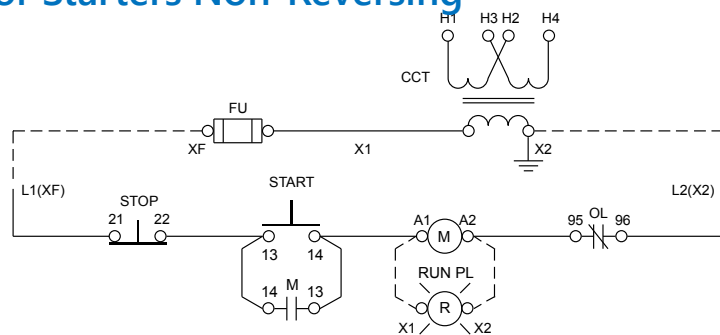 or Starters Non-Reversing
H1 H3 H2 H4
CCT
FU
XF X1 X2
L1(XF) L2(X2)
STOP START
21 22 A1 A2 95 OL 96
M
13 14
RUN PL
14 M 13
R
X1 X2